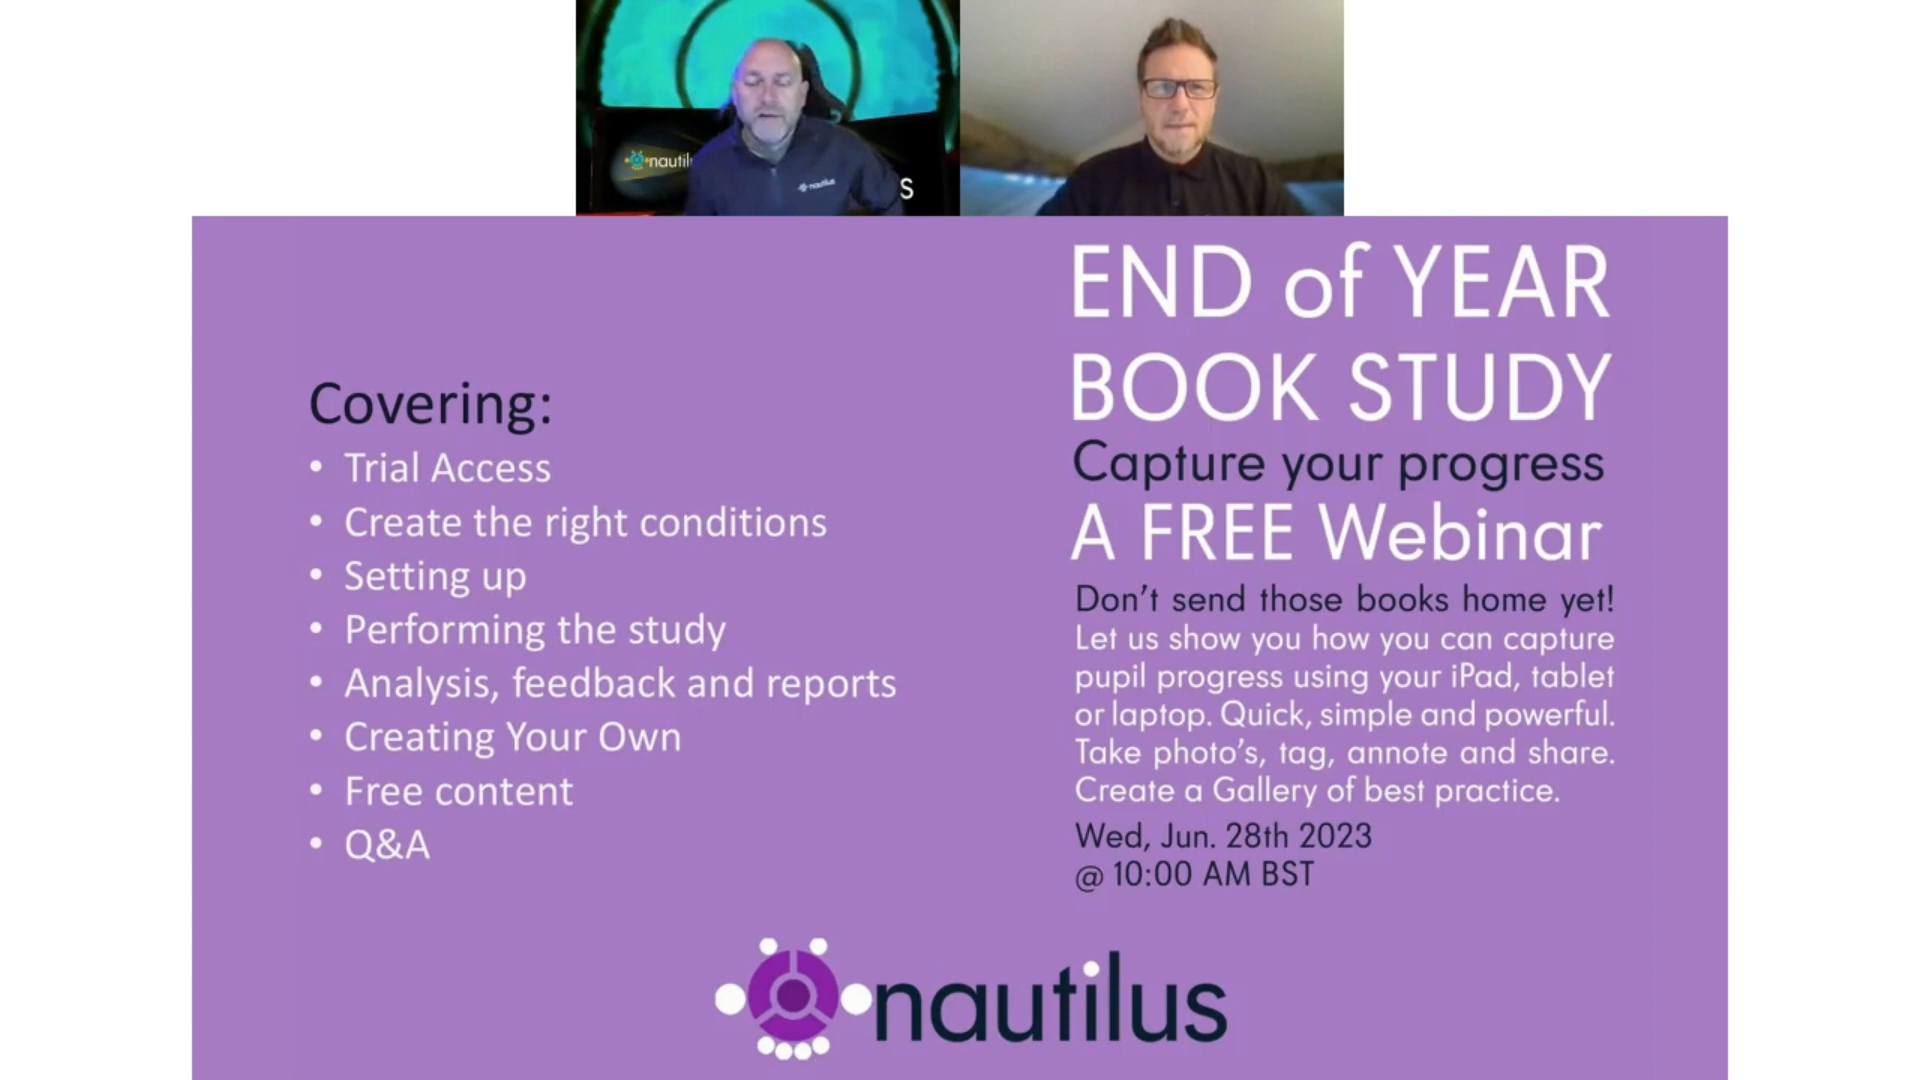 nautil
nautilus
S
Covering:
• Trial Access
• Create the right conditions
• Setting up
• Performing the study
• Analysis, feedback and reports
• Creating Your Own
• Free content
• Q&A
END of YEAR
BOOK STUDY
Capture your progress
A FREE Webinar
Don't send those books home yet!
Let us show you how you can capture
pupil progress using your iPad, tablet
or laptop. Quick, simple and powerful.
Take photo's, tag, annote and share.
Create a Gallery of best practice.
Wed, Jun. 28th 2023
@ 10:00 AM BST
nautilus